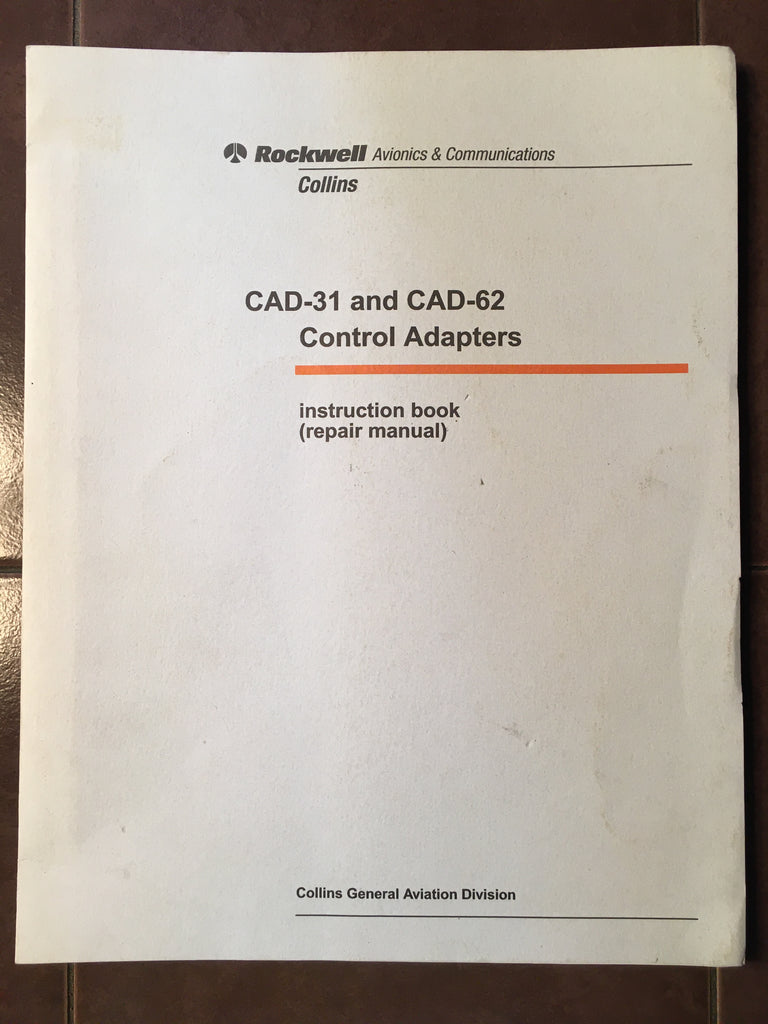 Rockwell Avionics & Communications
Collins
CAD-31 and CAD-62
Control Adapters
instruction book
(repair manual)
Collins General Aviation Division